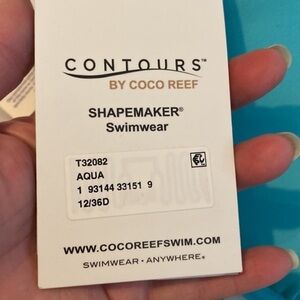 CONTOURS™
BY COCO REEF
SHAPEMAKER®
Swimwear
T32082
AQUA
1 93144 33151 9
12/36D
WWW.COCOREEFSWIM.COM
SWIMWEAR • ANYWHERE®